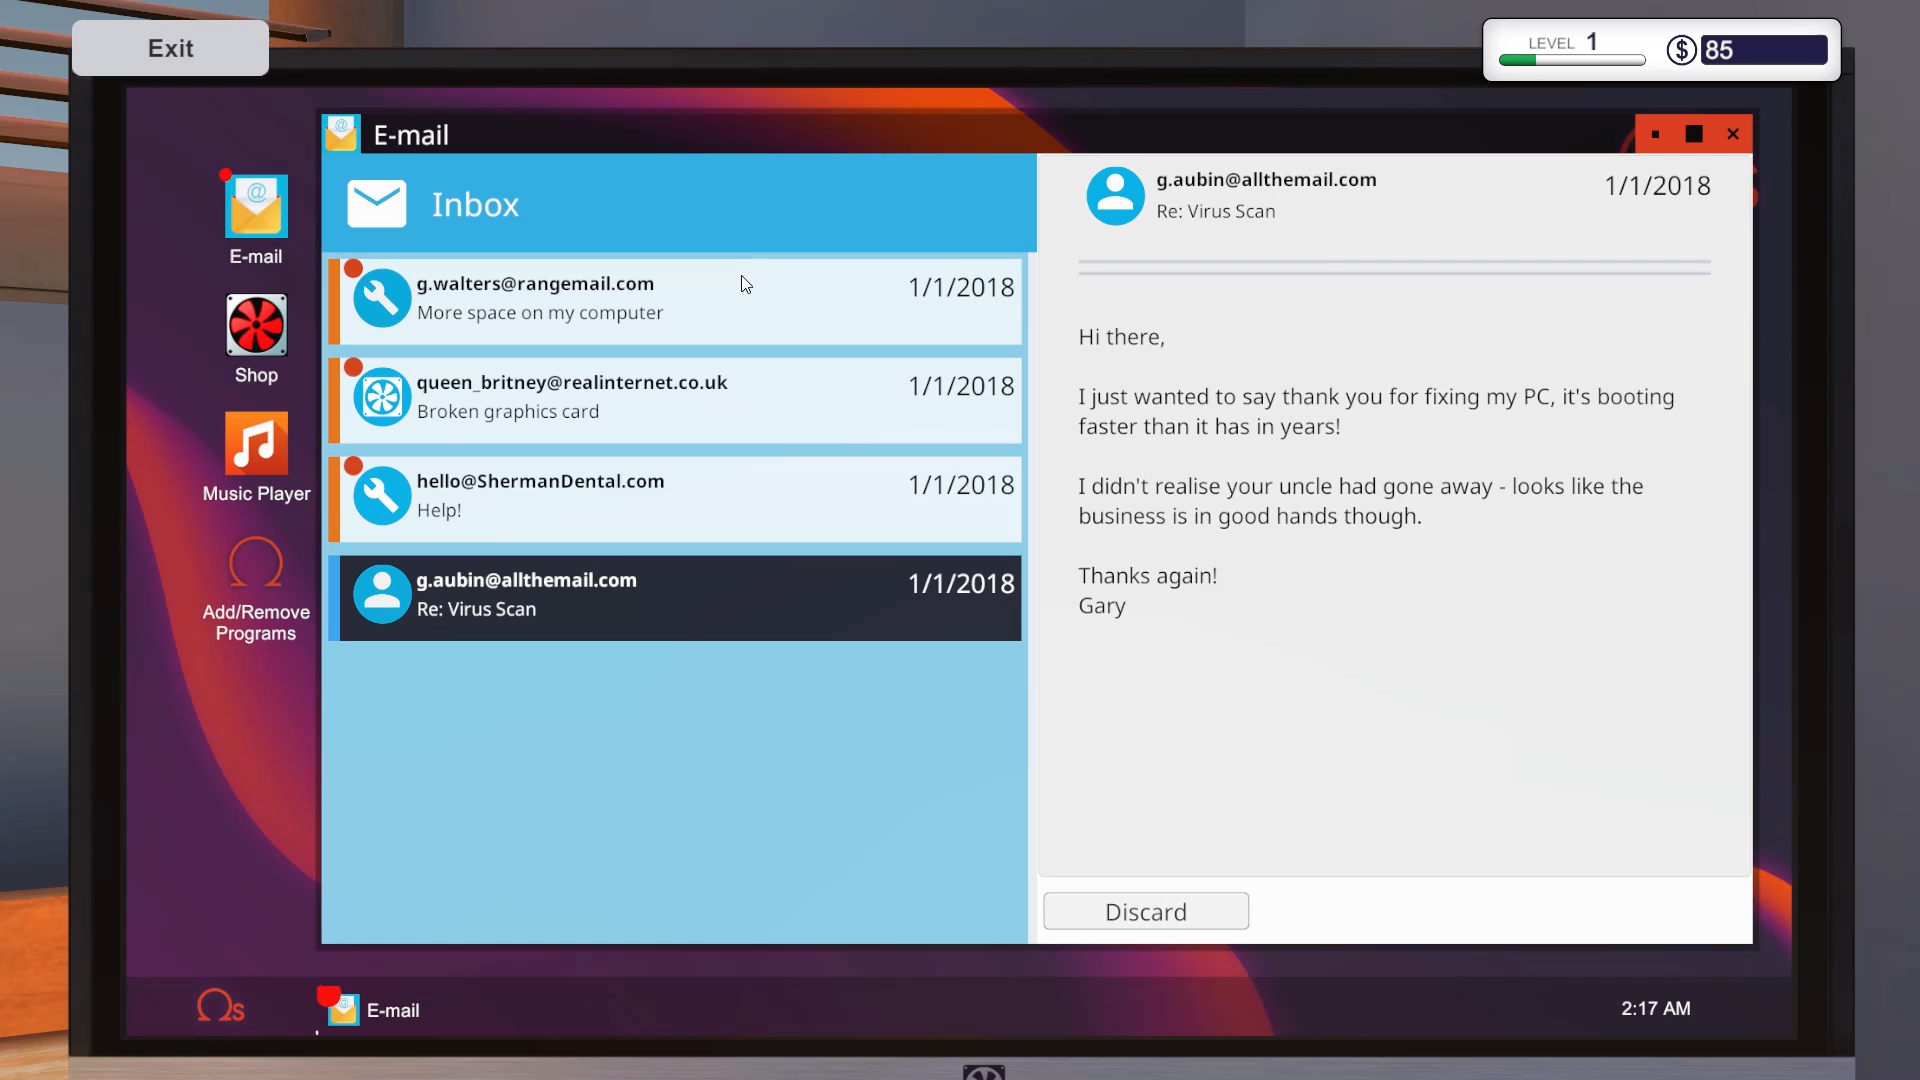 Exit
LEVEL 1
$ 85
E-mail
E-mail
Shop
Music Player
Add/Remove
Programs
Inbox
g.walters@rangemail.com
1/1/2018
More space on my computer
queen_britney@realinternet.co.uk
1/1/2018
Broken graphics card
hello@ShermanDental.com
1/1/2018
Help!
g.aubin@allthemail.com
1/1/2018
Re: Virus Scan
g.aubin@allthemail.com
1/1/2018
Re: Virus Scan
Hi there,
I just wanted to say thank you for fixing my PC, it's booting
faster than it has in years!
I didn't realise your uncle had gone away - looks like the
business is in good hands though.
Thanks again!
Gary
Discard
Ωs
E-mail
2:17 AM